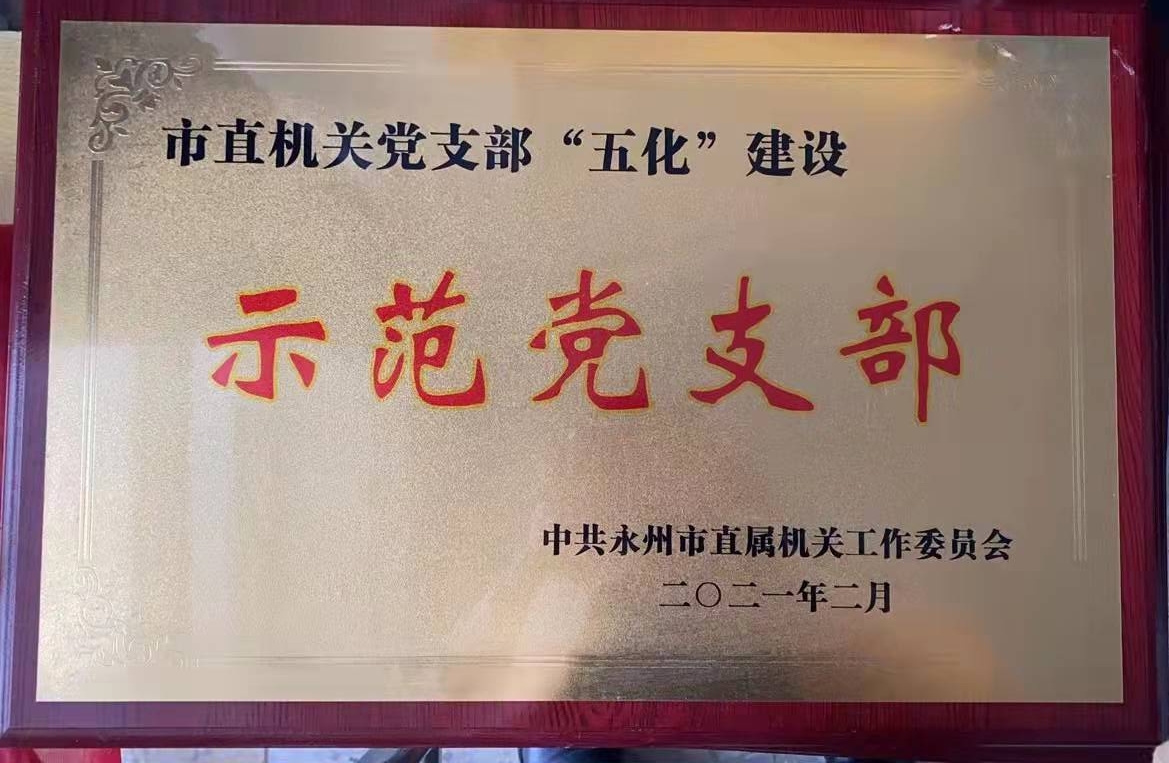 市直机关党支部“五化”建设
示范党支部
中共永州市直属机关工作委员会
二〇二一年二月